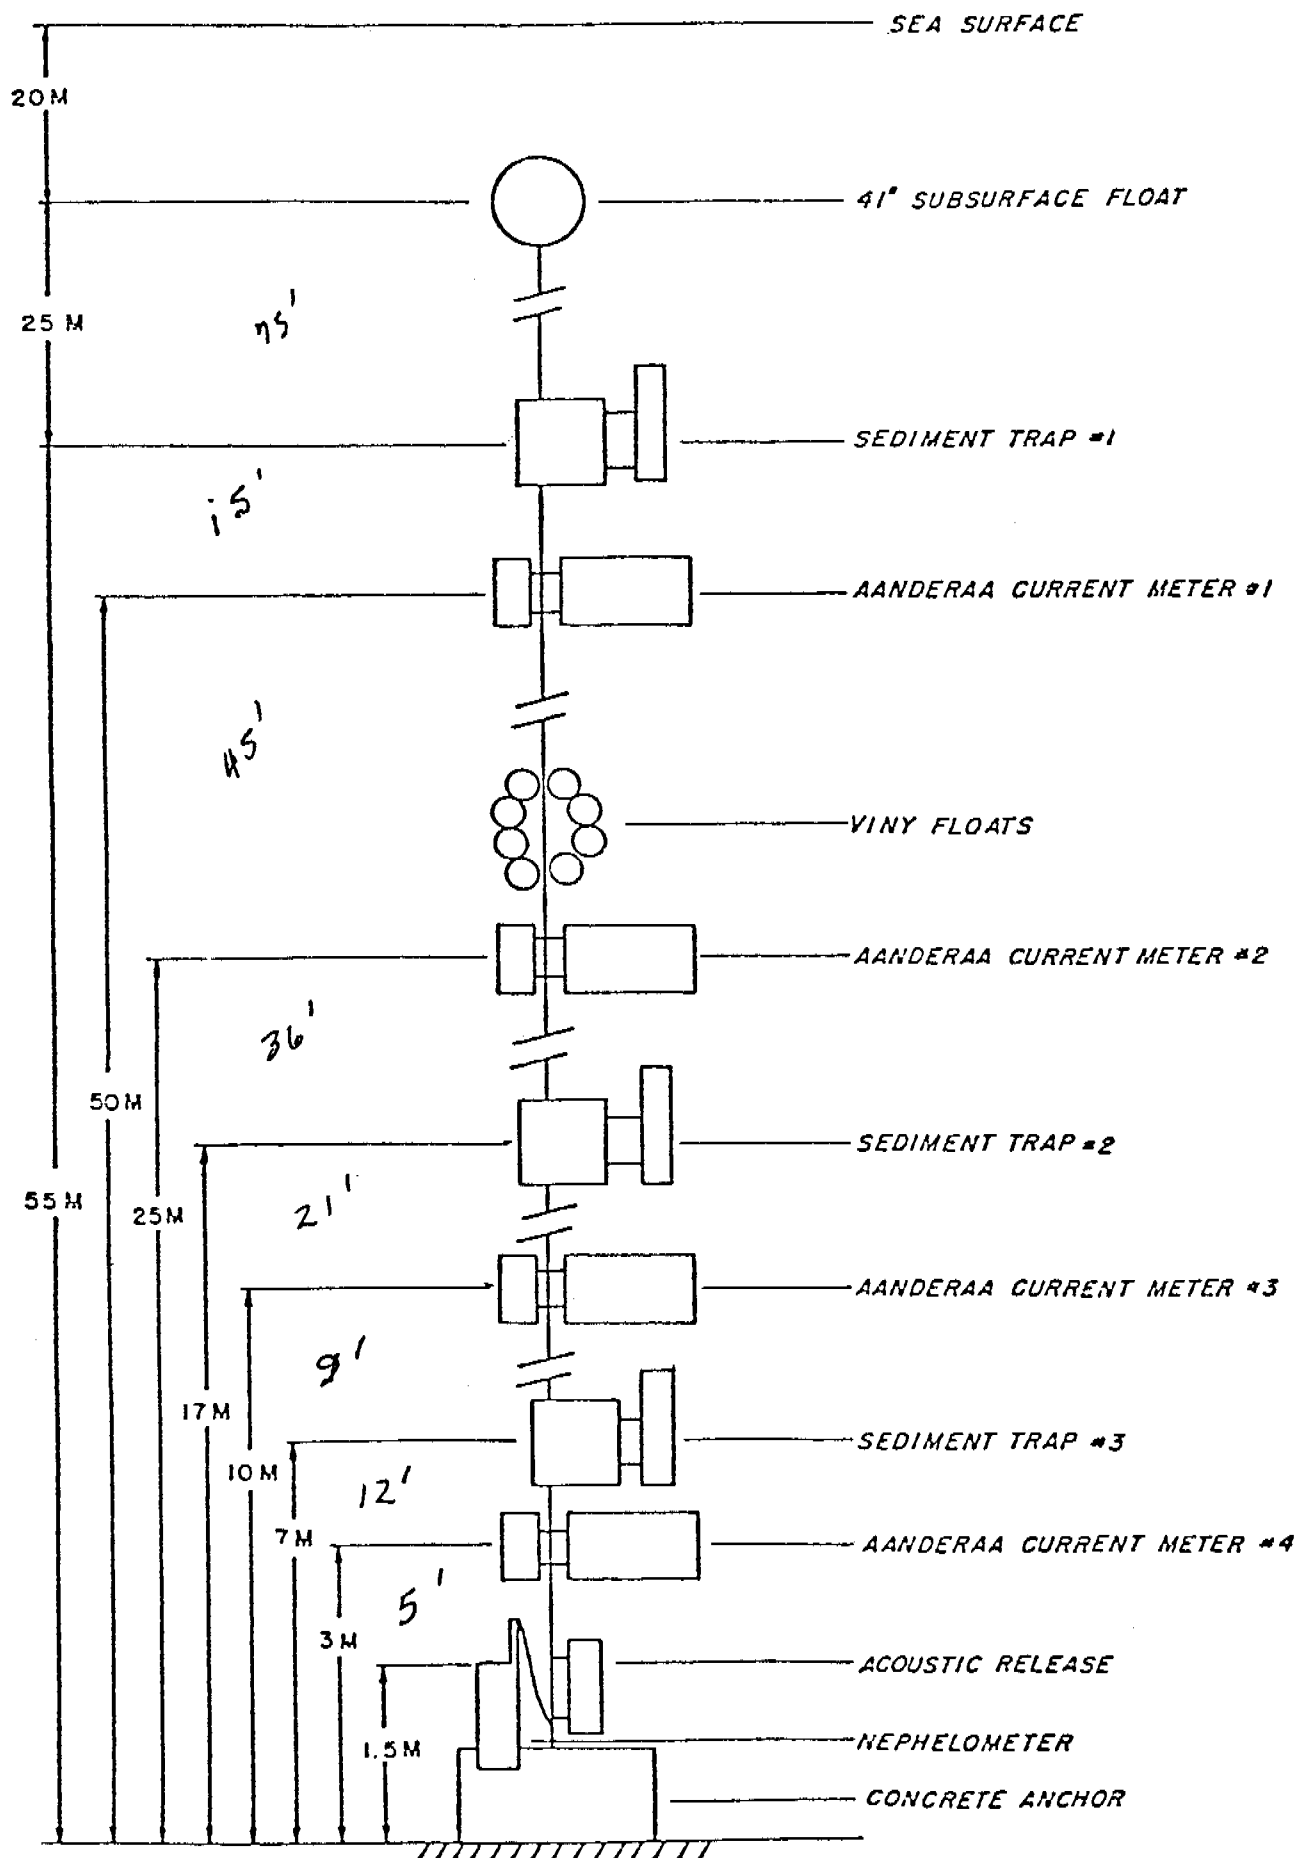 SEA SURFACE
20 M
41" SUBSURFACE FLOAT
25 M
SEDIMENT TRAP #1
15'
AANDERAA CURRENT METER #1
45'
VINY FLOATS
AANDERAA CURRENT METER #2
36'
50 M
SEDIMENT TRAP #2
55 M
25 M
21'
AANDERAA CURRENT METER #3
9'
17 M
SEDIMENT TRAP #3
10 M
12'
7 M
AANDERAA CURRENT METER #4
5'
3 M
ACOUSTIC RELEASE
1.5 M
NEPHELOMETER
CONCRETE ANCHOR